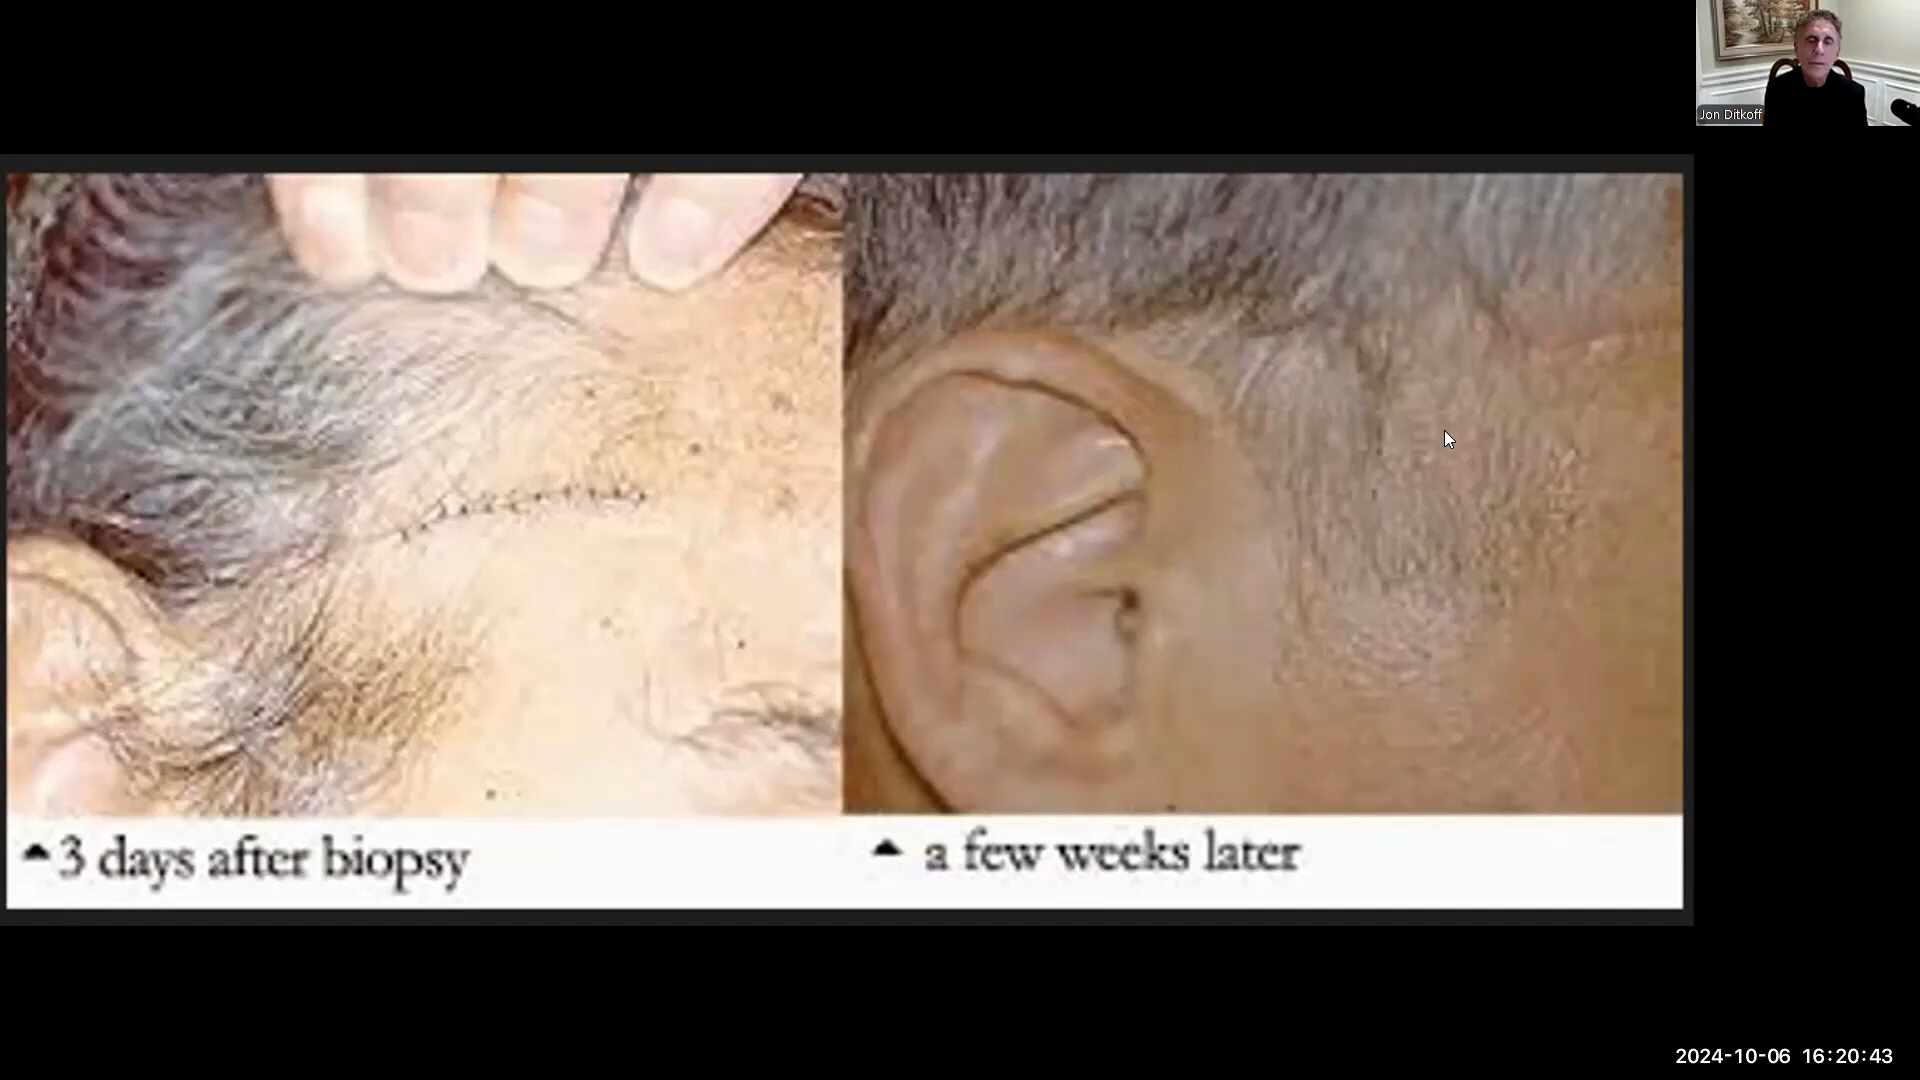 Jon Ditkoff
3 days after biopsy
a few weeks later
2024-10-06 16:20:43